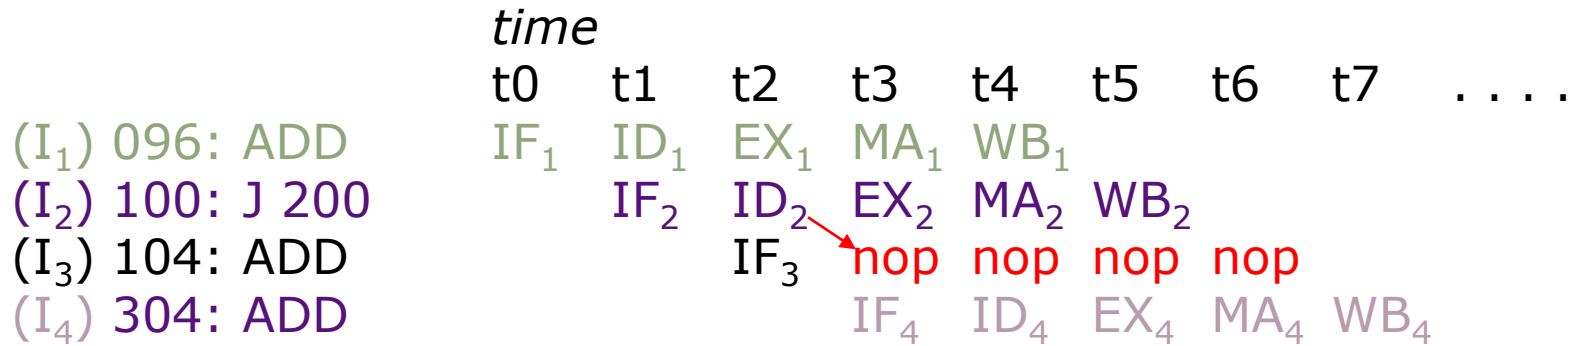 time
t0 t1 t2 t3 t4 t5 t6 t7 . . . .
(I₁) 096: ADD IF₁ ID₁ EX₁ MA₁ WB₁
(I₂) 100: J 200 IF₂ ID₂ EX₂ MA₂ WB₂
(I₃) 104: ADD IF₃ nop nop nop nop
(I₄) 304: ADD IF₄ ID₄ EX₄ MA₄ WB₄